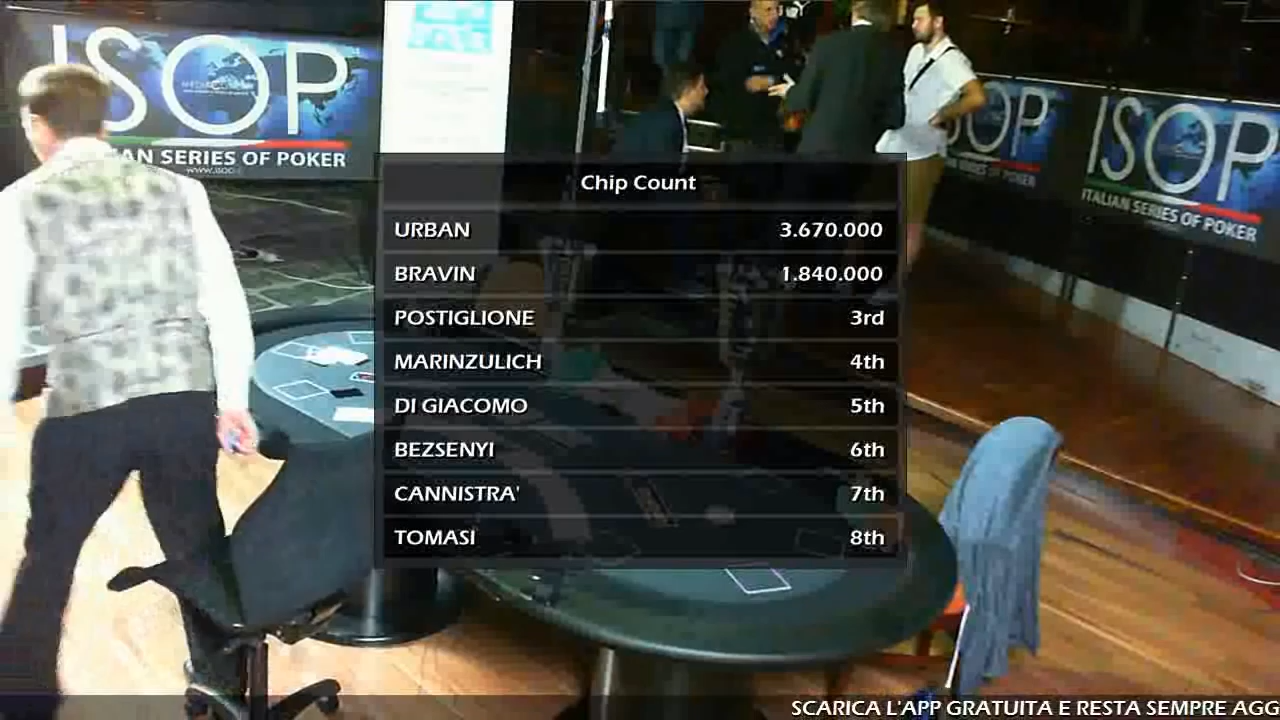 ISOP
ITALIAN SERIES OF POKER
ISOP
AN SERIES OF POKER
ISOP
Chip Count
URBAN 3.670.000
BRAVIN 1.840.000
POSTIGLIONE 3rd
MARINZULICH 4th
DI GIACOMO 5th
BEZSENYI 6th
CANNISTRA' 7th
TOMASI 8th
SCARICA L'APP GRATUITA E RESTA SEMPRE AGG